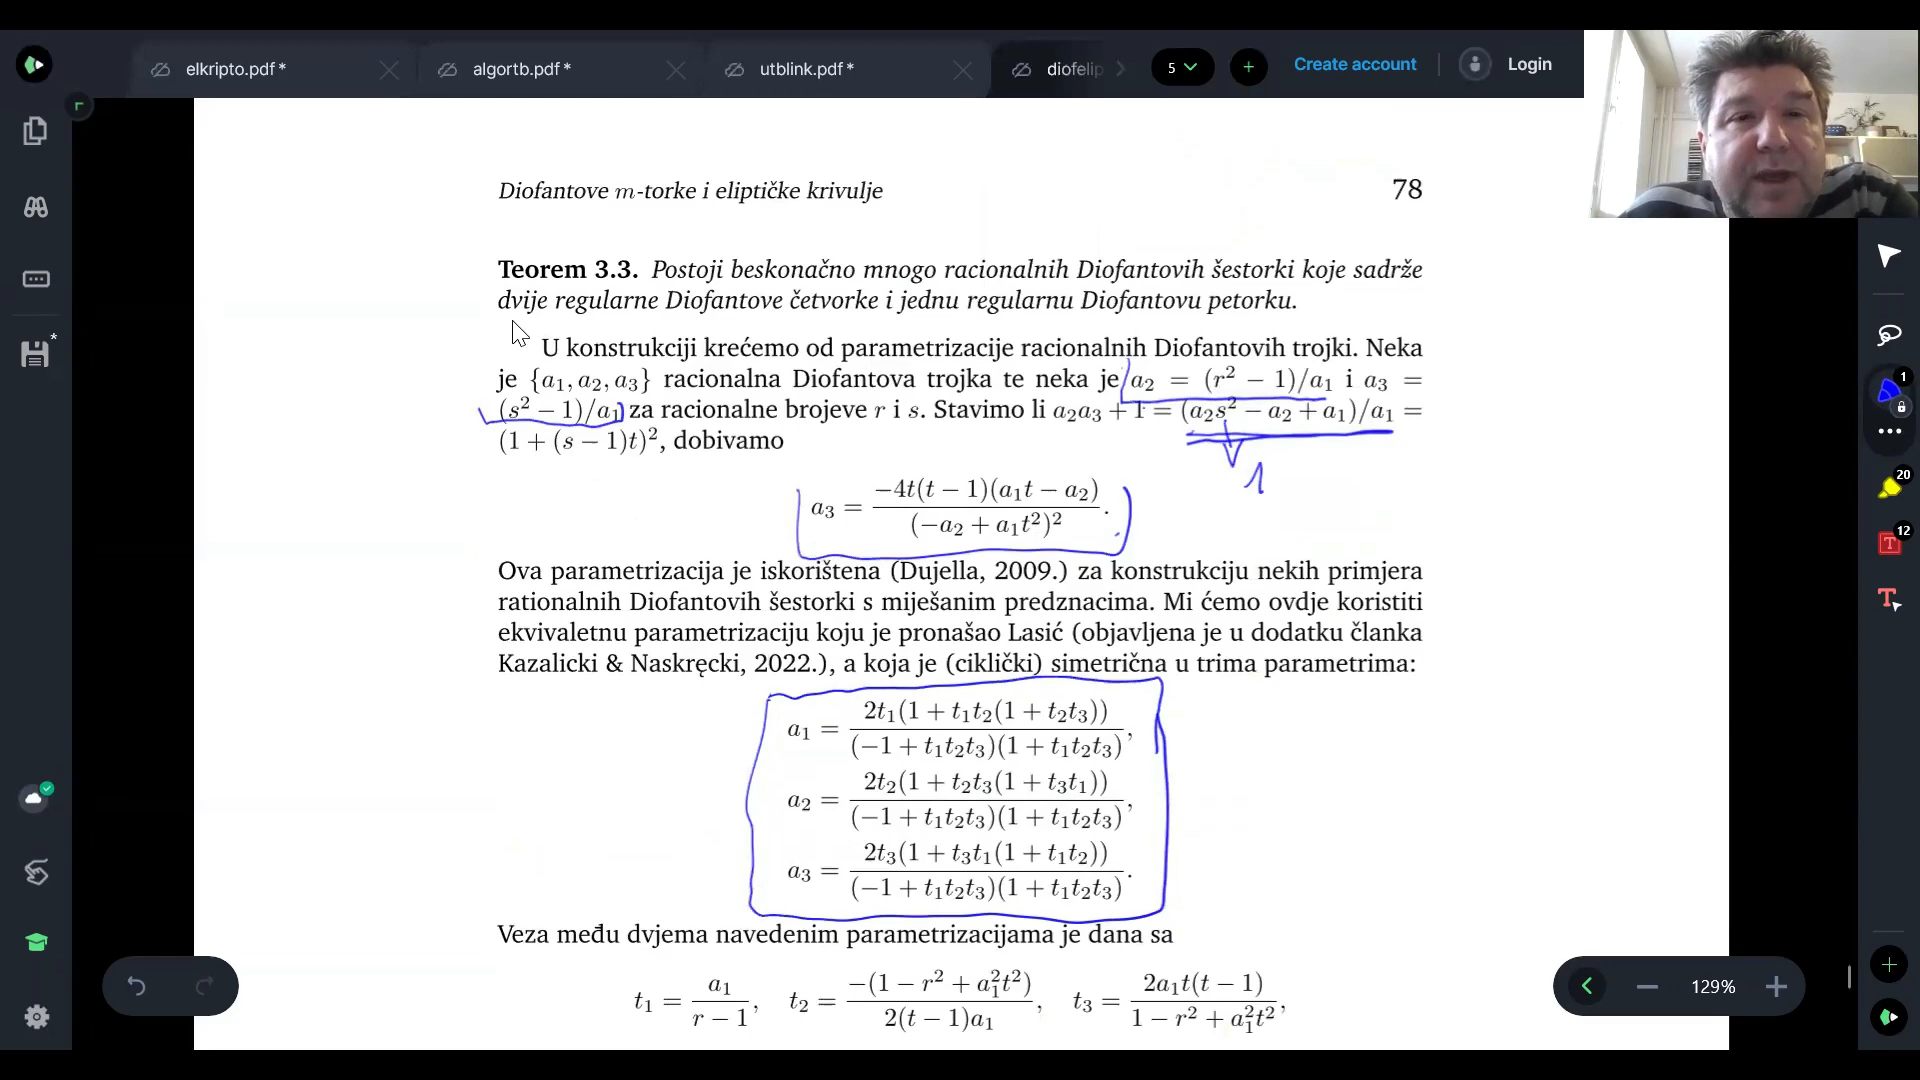 elkripto.pdf *
algortb.pdf *
utblink.pdf *
diofelip
5
Create account
Login
Diofantove m-torke i eliptičke krivulje 78
Teorem 3.3. Postoji beskonačno mnogo racionalnih Diofantovih šestorki koje sadrže
dvije regularne Diofantove četvorke i jednu regularnu Diofantovu petorku.
U konstrukciji krećemo od parametrizacije racionalnih Diofantovih trojki. Neka
je {a₁, a₂, a₃} racionalna Diofantova trojka te neka je a₂ = (r² − 1)/a₁ i a₃ =
(s² − 1)/a₁ za racionalne brojeve r i s. Stavimo li a₂a₃ + 1 = (a₂s² − a₂ + a₁)/a₁ =
(1 + (s − 1)t)², dobivamo
1
a₃ = −4t(t − 1)(a₁t − a₂) / (−a₂ + a₁t²)² .
Ova parametrizacija je iskorištena (Dujella, 2009.) za konstrukciju nekih primjera
rationalnih Diofantovih šestorki s miješanim predznacima. Mi ćemo ovdje koristiti
ekvivaletnu parametrizaciju koju je pronašao Lasić (objavljena je u dodatku članka
Kazalicki & Naskręcki, 2022.), a koja je (ciklički) simetrična u trima parametrima:
a₁ = 2t₁(1 + t₁t₂(1 + t₂t₃)) / (−1 + t₁t₂t₃)(1 + t₁t₂t₃) ,
a₂ = 2t₂(1 + t₂t₃(1 + t₃t₁)) / (−1 + t₁t₂t₃)(1 + t₁t₂t₃) ,
a₃ = 2t₃(1 + t₃t₁(1 + t₁t₂)) / (−1 + t₁t₂t₃)(1 + t₁t₂t₃) .
Veza među dvjema navedenim parametrizacijama je dana sa
t₁ = a₁ / r − 1 , t₂ = −(1 − r² + a₁²t²) / 2(t − 1)a₁ , t₃ = 2a₁t(t − 1) / 1 − r² + a₁²t² ,
1
20
12
T
T
129%